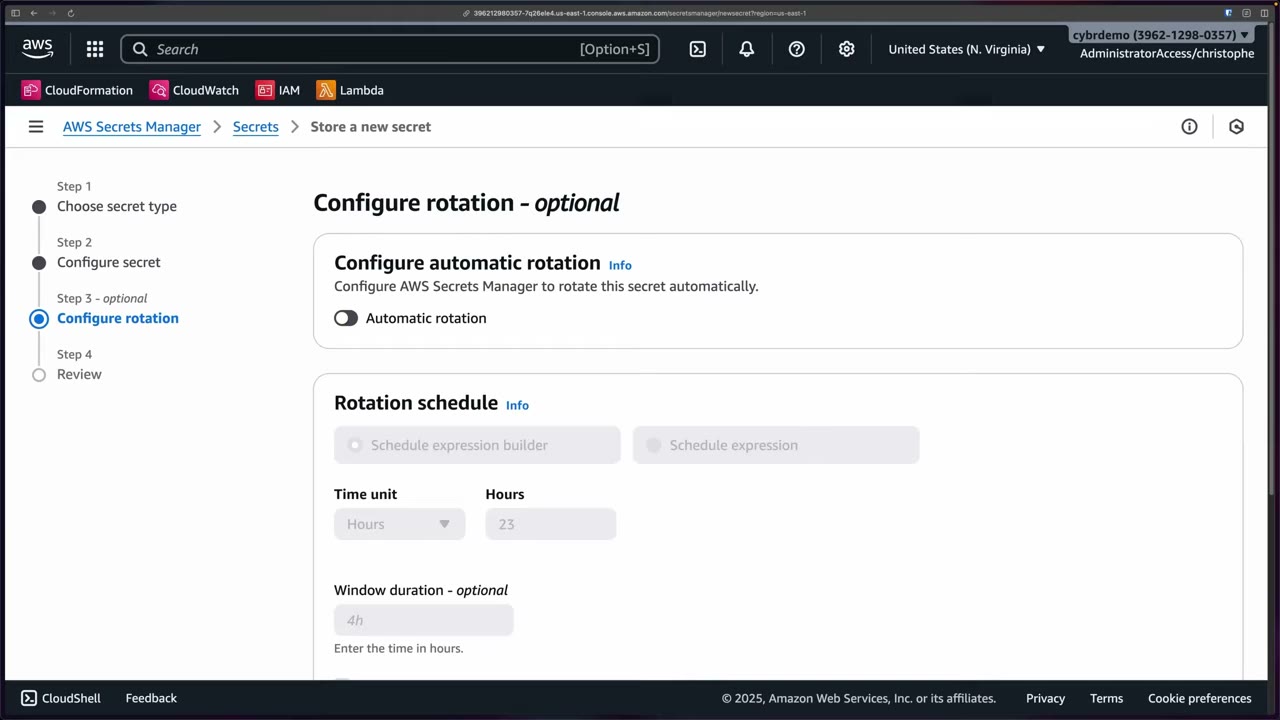 396212980357-7q26ele4.us-east-1.console.aws.amazon.com/secretsmanager/newsecret?region=us-east-1
aws
Search
[Option+S]
United States (N. Virginia)
cybrdemo (3962-1298-0357)
AdministratorAccess/christophe
CloudFormation
CloudWatch
IAM
Lambda
AWS Secrets Manager
Secrets
Store a new secret
Step 1
Choose secret type
Step 2
Configure secret
Step 3 - optional
Configure rotation
Step 4
Review
Configure rotation - optional
Configure automatic rotation Info
Configure AWS Secrets Manager to rotate this secret automatically.
Automatic rotation
Rotation schedule Info
Schedule expression builder
Schedule expression
Time unit
Hours
Hours
23
Window duration - optional
4h
Enter the time in hours.
CloudShell
Feedback
© 2025, Amazon Web Services, Inc. or its affiliates.
Privacy
Terms
Cookie preferences